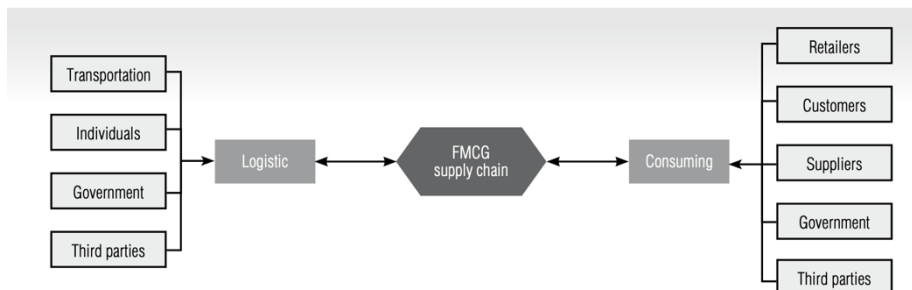 Transportation
Individuals
Government
Third parties
Logistic
FMCG
supply chain
Consuming
Retailers
Customers
Suppliers
Government
Third parties